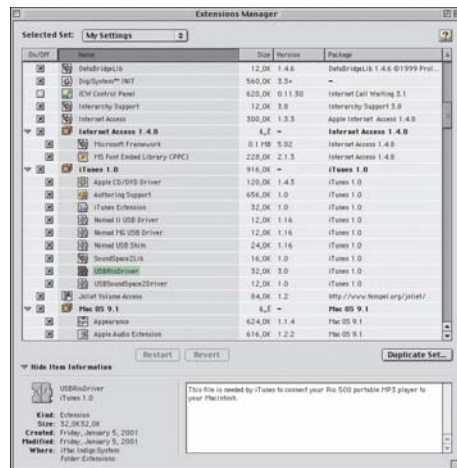 Extensions Manager
Selected Set: My Settings
On/Off Name Size Version Package
DataBridgeLib 12,0K 1.4.6 DataBridgeLib 1.4.6 ©1999 Prol...
DigiSystem™ INIT 560,0K 3.5+ -
ICW Control Panel 620,0K 0.11.30 Internet Call Waiting 3.1
Interarchy Support 12,0K 3.8 Interarchy Support 3.8
Internet Access 300,0K 1.3.3 Apple Internet Access 1.4.8
Internet Access 1.4.8 - Internet Access 1.4.8
Microsoft Framework 0.1 MB 5.02 Internet Access 1.4.8
MS Font Embed Library (PPC) 228,0K 2.1.3 Internet Access 1.4.8
iTunes 1.0 916,0K - iTunes 1.0
Apple CD/DVD Driver 120,0K 1.4.3 iTunes 1.0
Authoring Support 656,0K 1.0 iTunes 1.0
iTunes Extension 32,0K 1.0 iTunes 1.0
Nomad II USB Driver 12,0K 1.16 iTunes 1.0
Nomad MG USB Driver 12,0K 1.16 iTunes 1.0
Nomad USB Shim 24,0K 1.16 iTunes 1.0
SoundSpace2Lib 16,0K 1.0 iTunes 1.0
USBRioDriver 32,0K 3.0 iTunes 1.0
USBSoundSpace2Driver 12,0K 1.0 iTunes 1.0
Joliet Volume Access 84,0K 1.2 http://www.tempel.org/joliet/
Mac OS 9.1 - Mac OS 9.1
Appearance 624,0K 1.1.4 Mac OS 9.1
Apple Audio Extension 616,0K 1.2.2 Mac OS 9.1
Restart Revert Duplicate Set...
Hide Item Information
USBRioDriver
iTunes 1.0
Kind: Extension
Size: 32,0K32,0K
Created: Friday, January 5, 2001
Modified: Friday, January 5, 2001
Where: iMac Indigo:System
Folder:Extensions:
This file is needed by iTunes to connect your Rio 500 portable MP3 player to
your Macintosh.